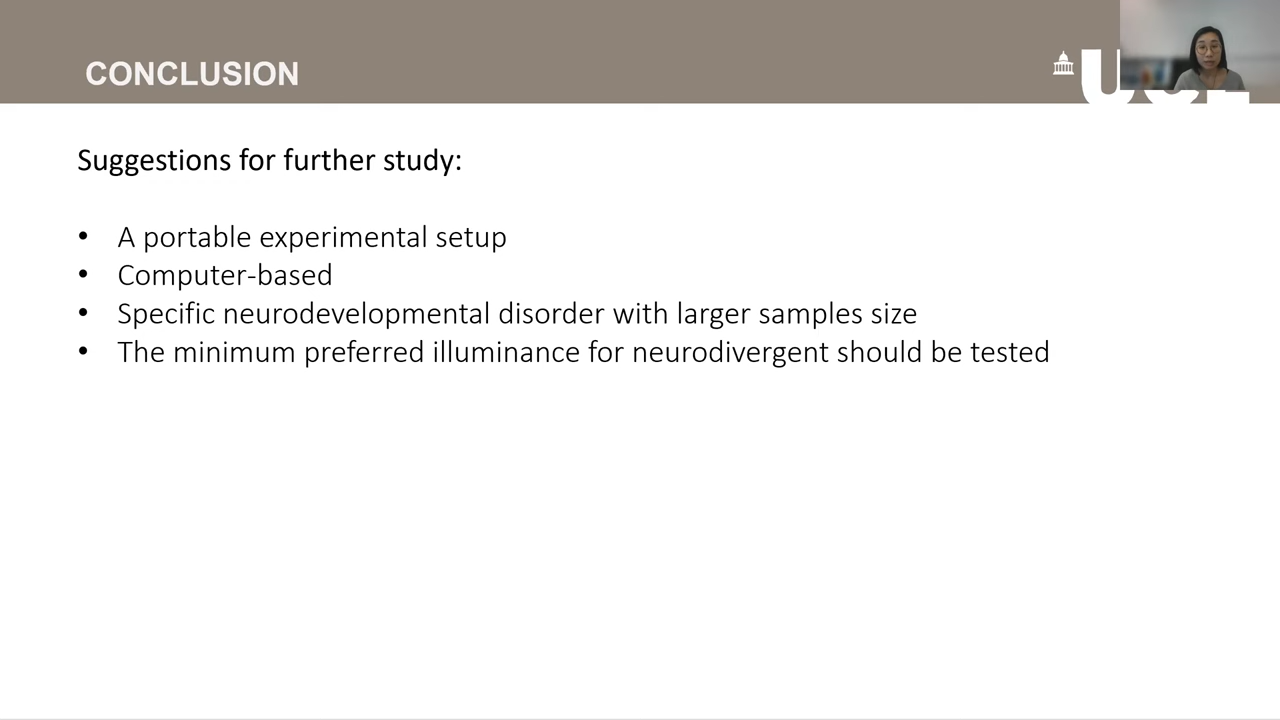 CONCLUSION
UCL
Suggestions for further study:
• A portable experimental setup
• Computer-based
• Specific neurodevelopmental disorder with larger samples size
• The minimum preferred illuminance for neurodivergent should be tested